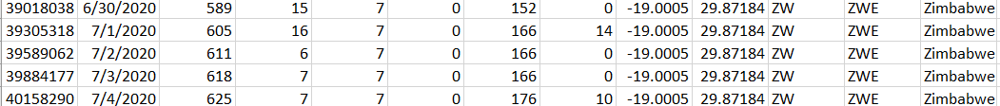 39018038 6/30/2020 589 15 7 0 152 0 -19.0005 29.87184 ZW ZWE Zimbabwe
39305318 7/1/2020 605 16 7 0 166 14 -19.0005 29.87184 ZW ZWE Zimbabwe
39589062 7/2/2020 611 6 7 0 166 0 -19.0005 29.87184 ZW ZWE Zimbabwe
39884177 7/3/2020 618 7 7 0 166 0 -19.0005 29.87184 ZW ZWE Zimbabwe
40158290 7/4/2020 625 7 7 0 176 10 -19.0005 29.87184 ZW ZWE Zimbabwe